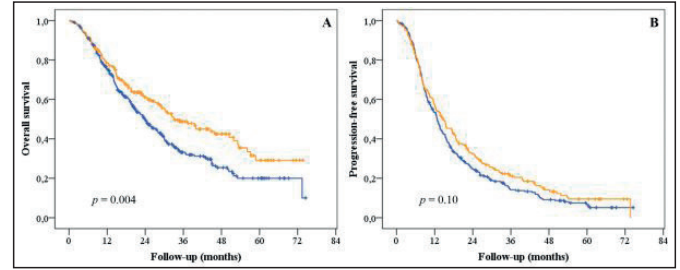 A
1,0
0,8
0,6
0,4
0,2
0,0
Overall survival
p = 0.004
0 12 24 36 48 60 72 84
Follow-up (months)
B
1,0
0,8
0,6
0,4
0,2
0,0
Progression-free survival
p = 0.10
0 12 24 36 48 60 72 84
Follow-up (months)